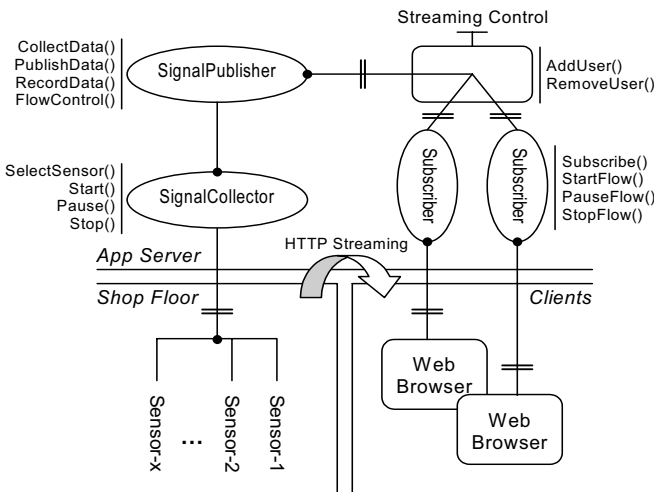 Streaming Control
CollectData()
PublishData()
RecordData()
FlowControl()
SignalPublisher
AddUser()
RemoveUser()
SelectSensor()
Start()
Pause()
Stop()
SignalCollector
Subscriber
Subscriber
Subscribe()
StartFlow()
PauseFlow()
StopFlow()
HTTP Streaming
App Server
Shop Floor
Clients
Sensor-x
...
Sensor-2
Sensor-1
Web
Browser
Web
Browser